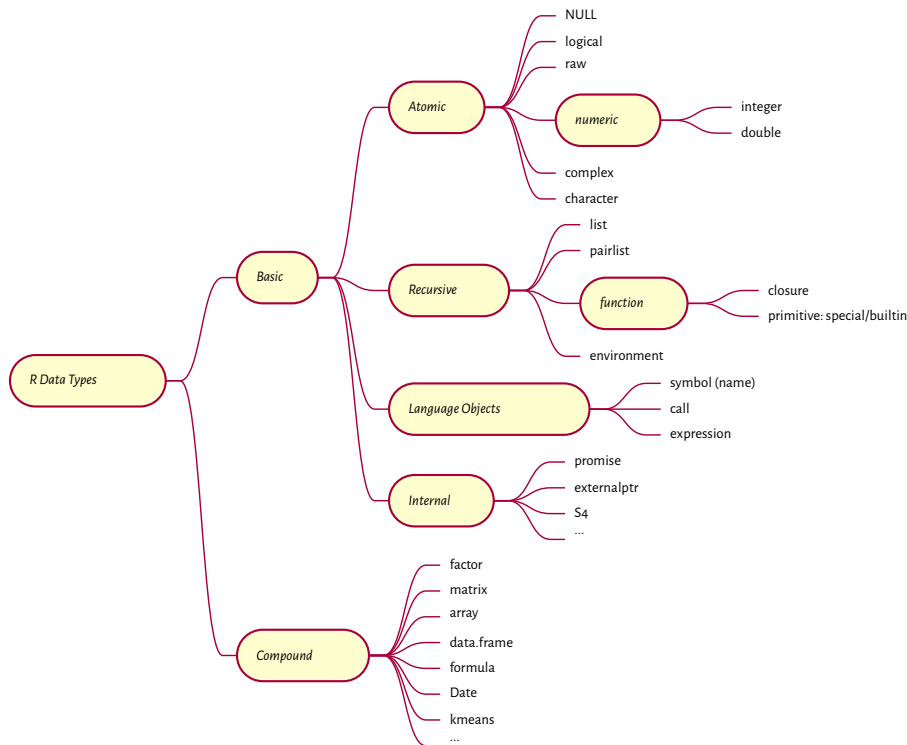 R Data Types
Basic
Atomic
NULL
logical
raw
numeric
integer
double
complex
character
Recursive
list
pairlist
function
closure
primitive: special/builtin
environment
Language Objects
symbol (name)
call
expression
Internal
promise
externalptr
S4
...
Compound
factor
matrix
array
data.frame
formula
Date
kmeans
...